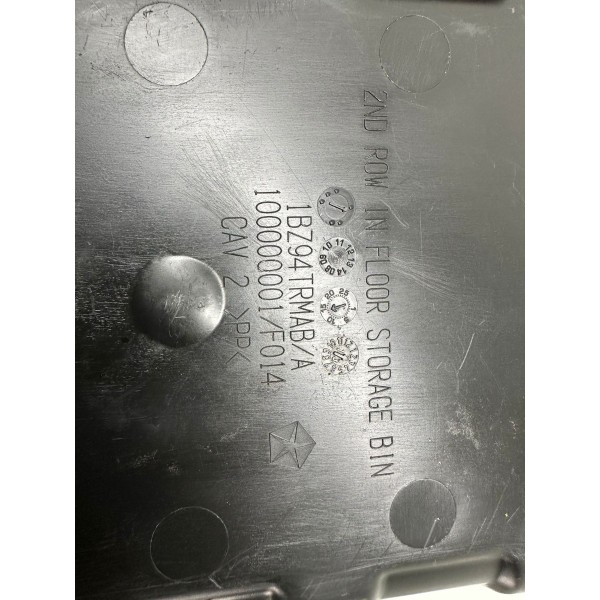 2ND ROW IN FLOOR STORAGE BIN
1BZ94TRMAB/A
100000001/F014
CAV 2 >PP<